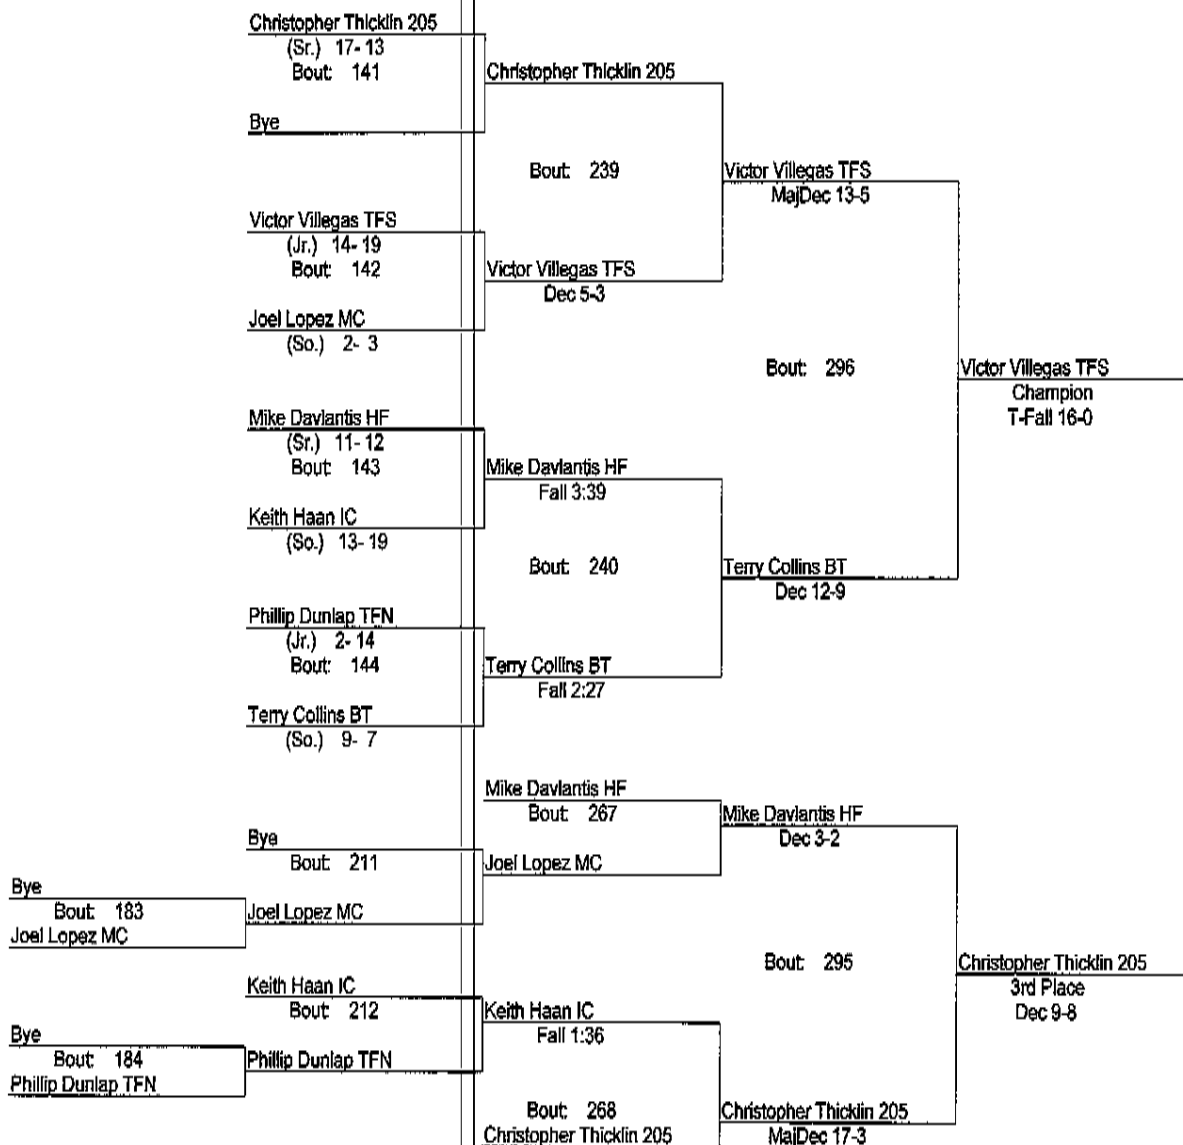 Christopher Thicklin 205
(Sr.) 17- 13
Bout: 141
Christopher Thicklin 205
Bye
Bout: 239
Victor Villegas TFS
MajDec 13-5
Victor Villegas TFS
(Jr.) 14- 19
Bout: 142
Victor Villegas TFS
Dec 5-3
Joel Lopez MC
(So.) 2- 3
Bout: 296
Victor Villegas TFS
Champion
T-Fall 16-0
Mike Davlantis HF
(Sr.) 11- 12
Bout: 143
Mike Davlantis HF
Fall 3:39
Keith Haan IC
(So.) 13- 19
Bout: 240
Terry Collins BT
Dec 12-9
Phillip Dunlap TFN
(Jr.) 2- 14
Bout: 144
Terry Collins BT
Fall 2:27
Terry Collins BT
(So.) 9- 7
Mike Davlantis HF
Bout: 267
Mike Davlantis HF
Dec 3-2
Bye
Bout: 211
Joel Lopez MC
Bye
Bout: 183
Joel Lopez MC
Joel Lopez MC
Bout: 295
Christopher Thicklin 205
3rd Place
Dec 9-8
Keith Haan IC
Bout: 212
Keith Haan IC
Fall 1:36
Bye
Bout: 184
Phillip Dunlap TFN
Phillip Dunlap TFN
Bout: 268
Christopher Thicklin 205
Christopher Thicklin 205
MajDec 17-3